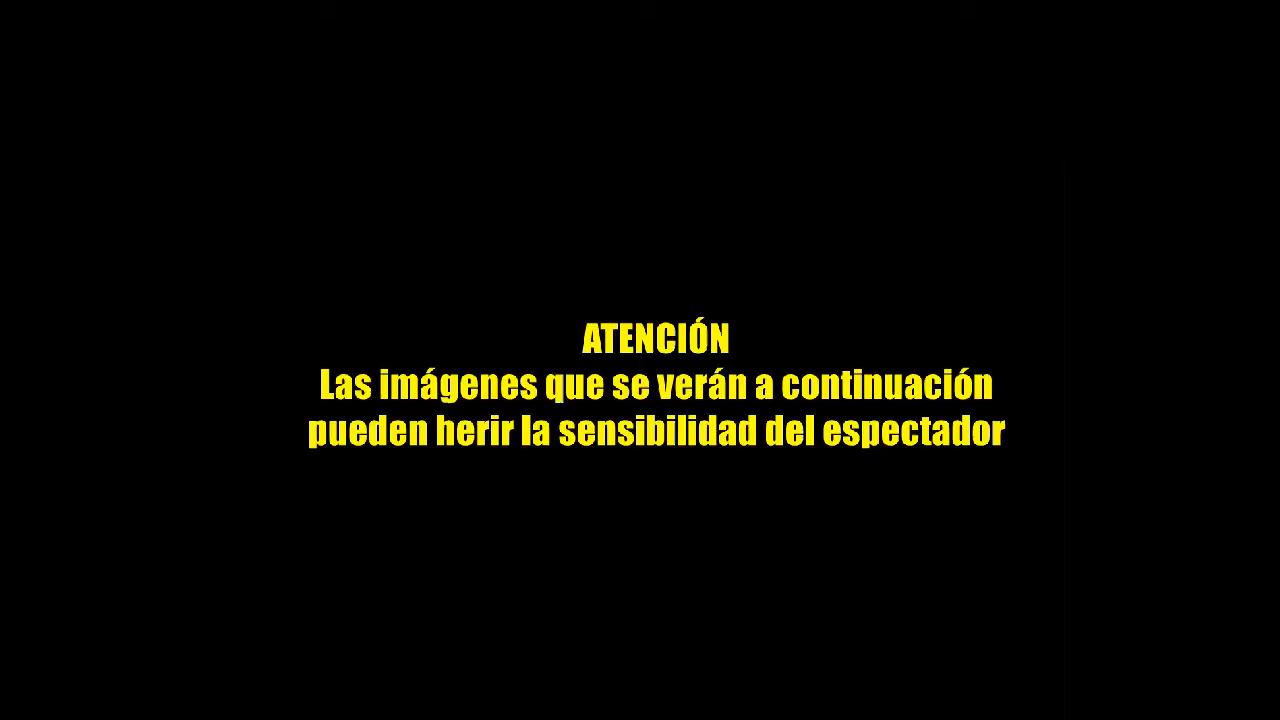 ATENCIÓN
Las imágenes que se verán a continuación
pueden herir la sensibilidad del espectador